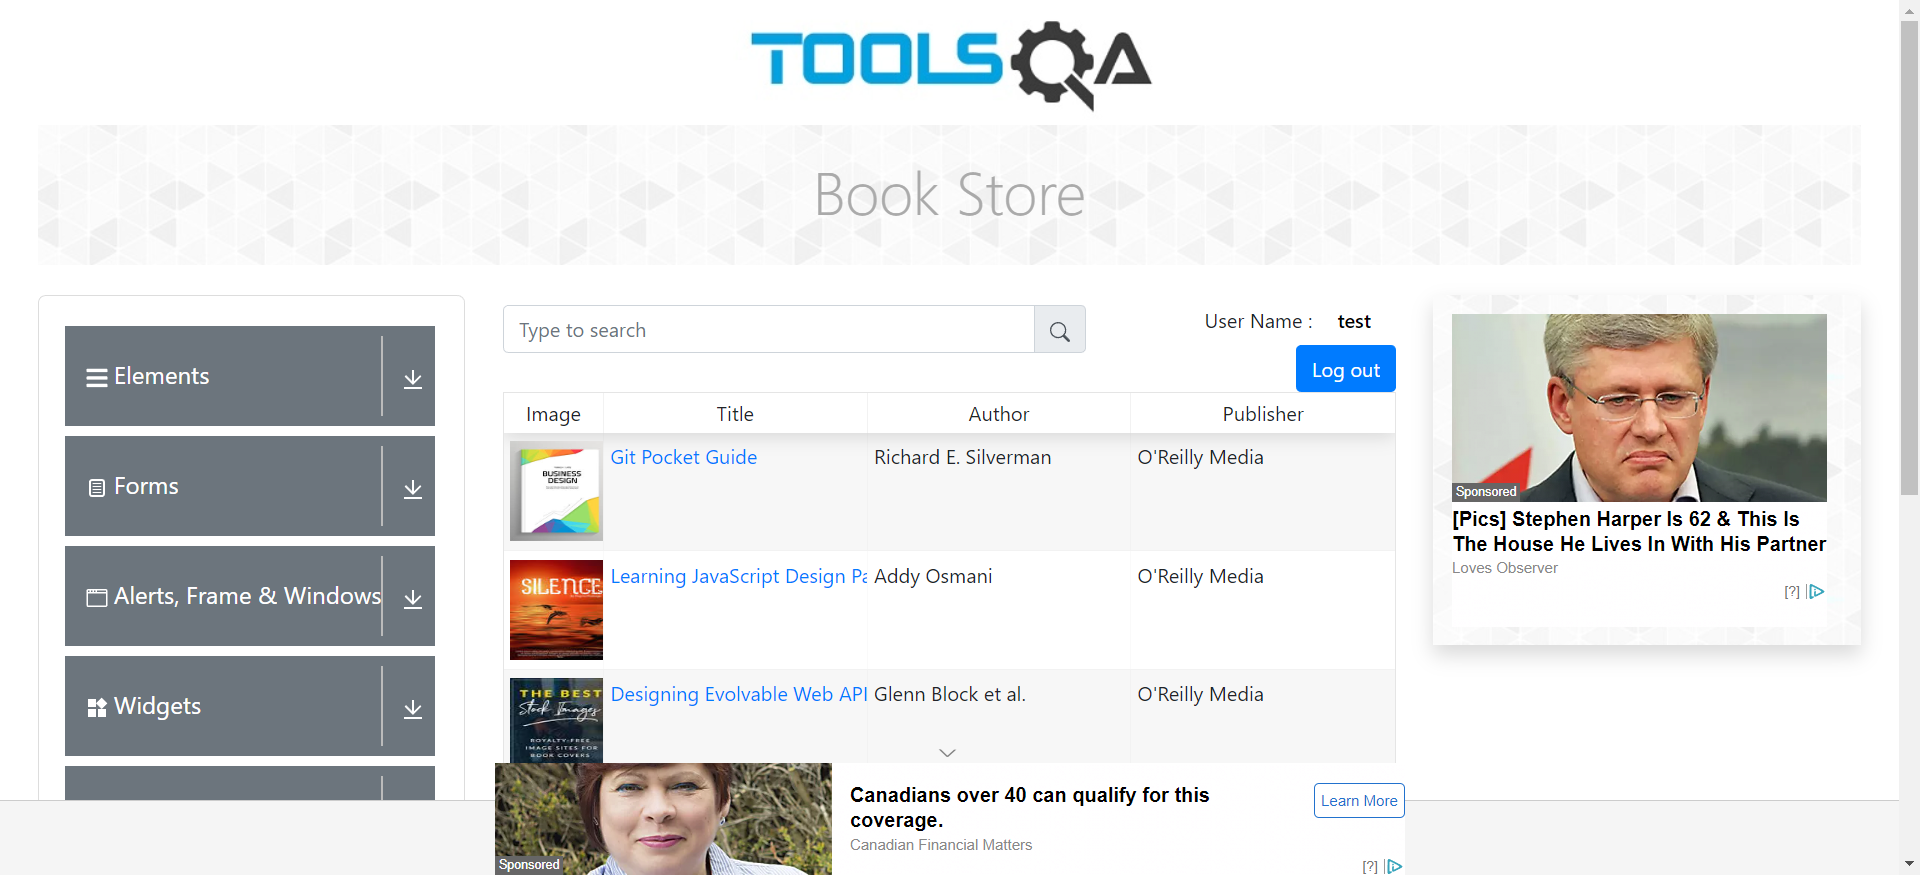 TOOLSQA
Book Store
Elements
Forms
Alerts, Frame & Windows
Widgets
Type to search
User Name :
test
Log out
Image
Title
Author
Publisher
BUSINESS
DESIGN
Git Pocket Guide
Richard E. Silverman
O'Reilly Media
SILENCE
Learning JavaScript Design Pa
Addy Osmani
O'Reilly Media
THE BEST
Stock Images
ROYALTY-FREE
IMAGE SITES FOR
BOOK COVERS
Designing Evolvable Web API
Glenn Block et al.
O'Reilly Media
Sponsored
[Pics] Stephen Harper Is 62 & This Is
The House He Lives In With His Partner
Loves Observer
[?]
Sponsored
Canadians over 40 can qualify for this
coverage.
Canadian Financial Matters
Learn More
[?]